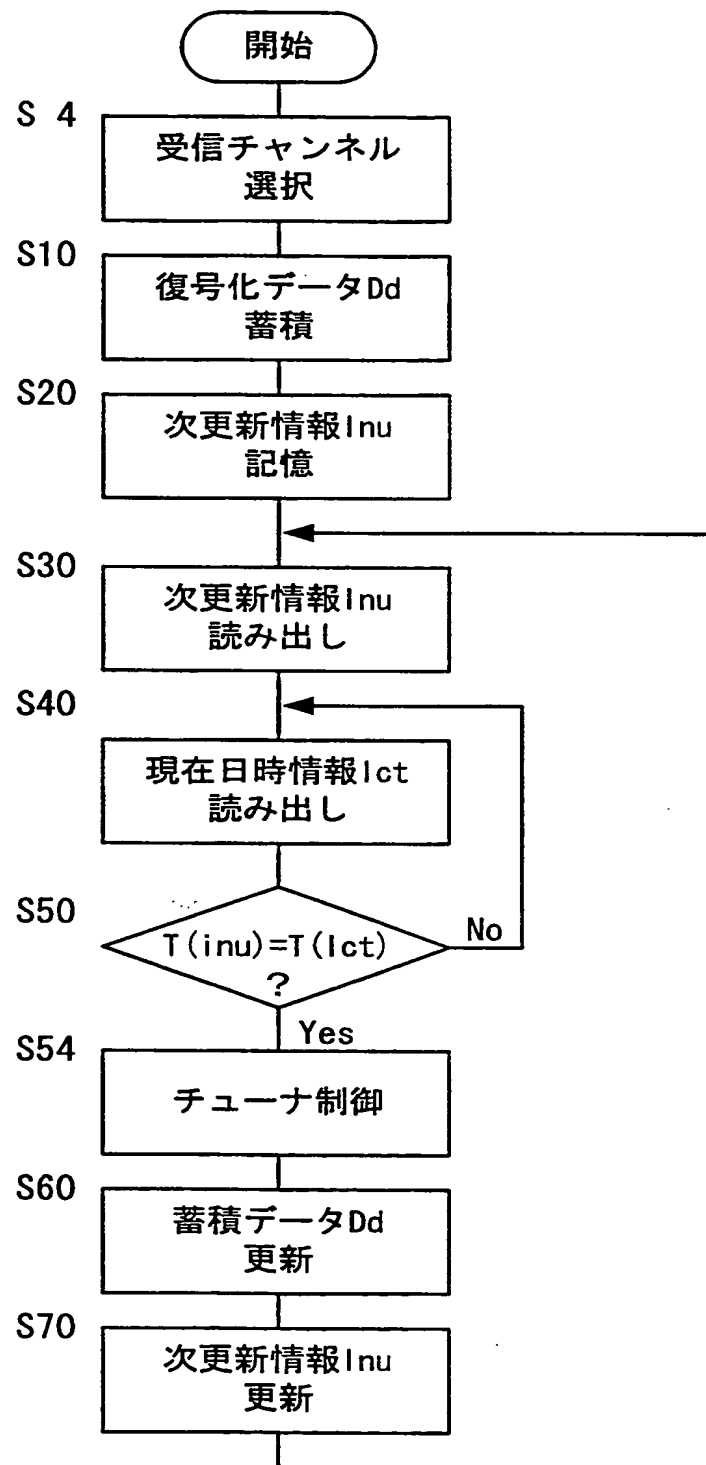 開始
S 4
受信チャンネル
選択
S10
復号化データDd
蓄積
S20
次更新情報Inu
記憶
S30
次更新情報Inu
読み出し
S40
現在日時情報Ict
読み出し
S50
T(inu)=T(Ict)
?
No
Yes
S54
チューナ制御
S60
蓄積データDd
更新
S70
次更新情報Inu
更新